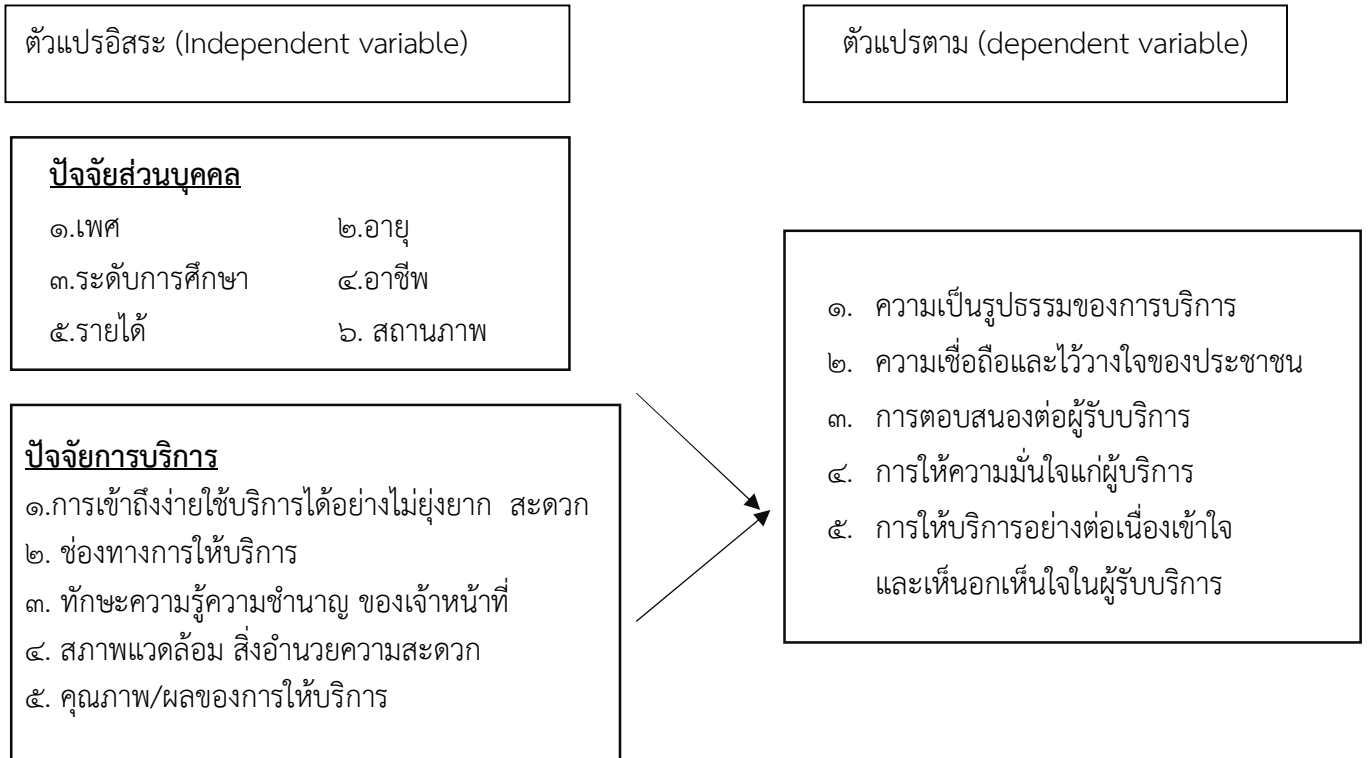 ตัวแปรอิสระ (Independent variable)
ตัวแปรตาม (dependent variable)
ปัจจัยส่วนบุคคล
๑.เพศ ๒.อายุ
๓.ระดับการศึกษา ๔.อาชีพ
๕.รายได้ ๖. สถานภาพ
ปัจจัยการบริการ
๑.การเข้าถึงง่ายใช้บริการได้อย่างไม่ยุ่งยาก สะดวก
๒. ช่องทางการให้บริการ
๓. ทักษะความรู้ความชำนาญ ของเจ้าหน้าที่
๔. สภาพแวดล้อม สิ่งอำนวยความสะดวก
๕. คุณภาพ/ผลของการให้บริการ
๑. ความเป็นรูปธรรมของการบริการ
๒. ความเชื่อถือและไว้วางใจของประชาชน
๓. การตอบสนองต่อผู้รับบริการ
๔. การให้ความมั่นใจแก่ผู้บริการ
๕. การให้บริการอย่างต่อเนื่องเข้าใจ
และเห็นอกเห็นใจในผู้รับบริการ